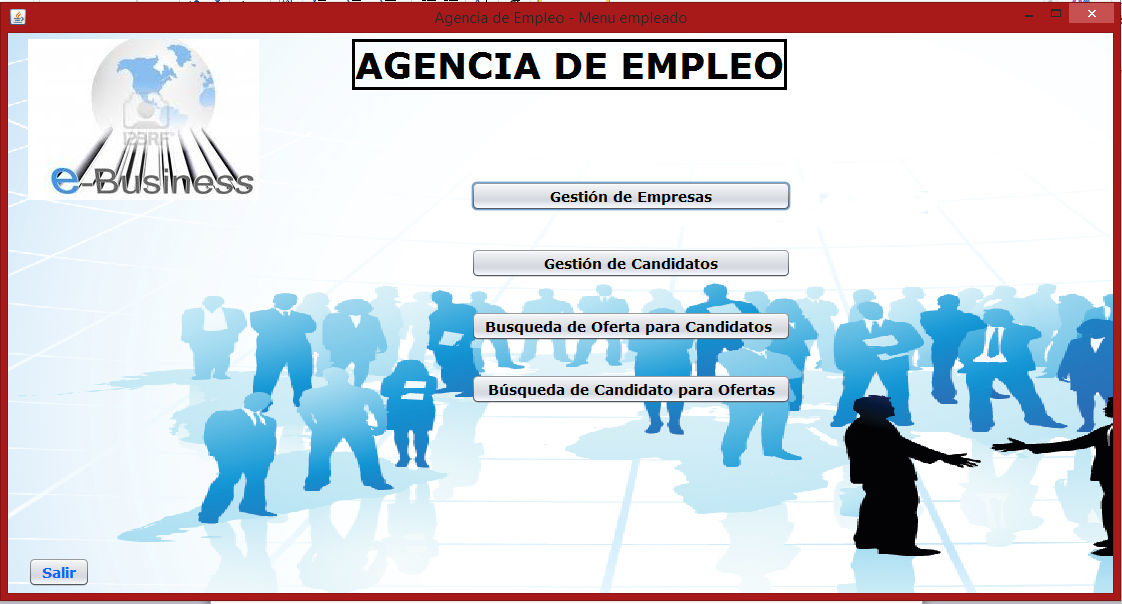 Agencia de Empleo - Menu empleado
AGENCIA DE EMPLEO
123RF
e-Business
Gestión de Empresas
Gestión de Candidatos
Busqueda de Oferta para Candidatos
Búsqueda de Candidato para Ofertas
Salir